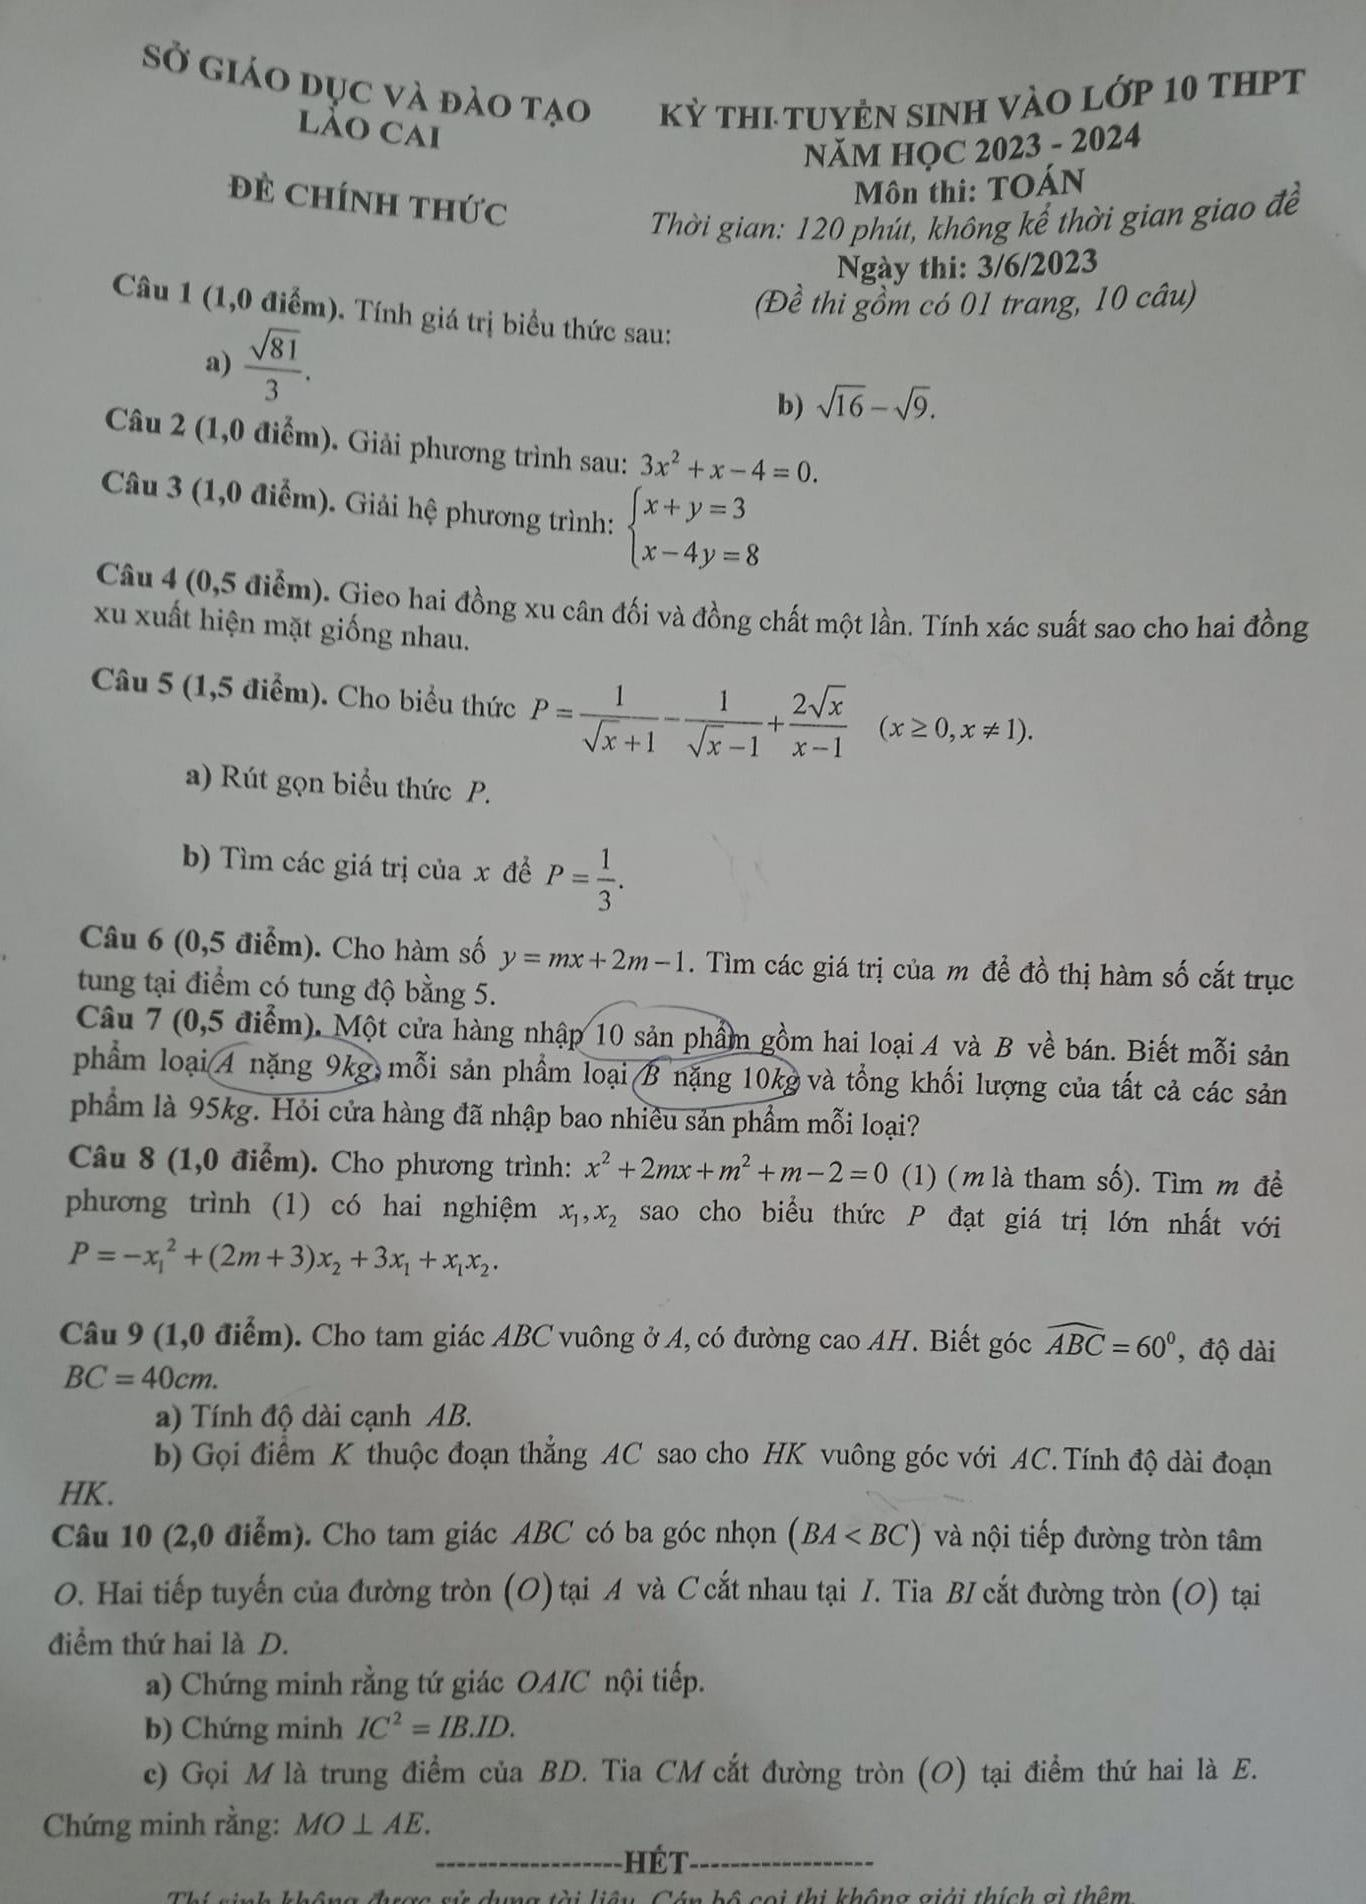 SỞ GIÁO DỤC VÀ ĐÀO TẠO
LÀO CAI
ĐỀ CHÍNH THỨC
KỲ THI TUYỂN SINH VÀO LỚP 10 THPT
NĂM HỌC 2023 - 2024
Môn thi: TOÁN
Thời gian: 120 phút, không kể thời gian giao đề
Ngày thi: 3/6/2023
(Đề thi gồm có 01 trang, 10 câu)
Câu 1 (1,0 điểm). Tính giá trị biểu thức sau:
a) √81/3.
b) √16 − √9.
Câu 2 (1,0 điểm). Giải phương trình sau: 3x² + x − 4 = 0.
Câu 3 (1,0 điểm). Giải hệ phương trình: { x + y = 3
x − 4y = 8
Câu 4 (0,5 điểm). Gieo hai đồng xu cân đối và đồng chất một lần. Tính xác suất sao cho hai đồng
xu xuất hiện mặt giống nhau.
Câu 5 (1,5 điểm). Cho biểu thức P = 1/(√x + 1) − 1/(√x − 1) + 2√x/(x − 1) (x ≥ 0, x ≠ 1).
a) Rút gọn biểu thức P.
b) Tìm các giá trị của x để P = 1/3.
Câu 6 (0,5 điểm). Cho hàm số y = mx + 2m − 1. Tìm các giá trị của m để đồ thị hàm số cắt trục
tung tại điểm có tung độ bằng 5.
Câu 7 (0,5 điểm). Một cửa hàng nhập 10 sản phẩm gồm hai loại A và B về bán. Biết mỗi sản
phẩm loại A nặng 9kg, mỗi sản phẩm loại B nặng 10kg và tổng khối lượng của tất cả các sản
phẩm là 95kg. Hỏi cửa hàng đã nhập bao nhiêu sản phẩm mỗi loại?
Câu 8 (1,0 điểm). Cho phương trình: x² + 2mx + m² + m − 2 = 0 (1) (m là tham số). Tìm m để
phương trình (1) có hai nghiệm x₁, x₂ sao cho biểu thức P đạt giá trị lớn nhất với
P = −x₁² + (2m + 3)x₂ + 3x₁ + x₁x₂.
Câu 9 (1,0 điểm). Cho tam giác ABC vuông ở A, có đường cao AH. Biết góc ABC = 60⁰, độ dài
BC = 40cm.
a) Tính độ dài cạnh AB.
b) Gọi điểm K thuộc đoạn thẳng AC sao cho HK vuông góc với AC. Tính độ dài đoạn
HK.
Câu 10 (2,0 điểm). Cho tam giác ABC có ba góc nhọn (BA < BC) và nội tiếp đường tròn tâm
O. Hai tiếp tuyến của đường tròn (O) tại A và C cắt nhau tại I. Tia BI cắt đường tròn (O) tại
điểm thứ hai là D.
a) Chứng minh rằng tứ giác OAIC nội tiếp.
b) Chứng minh IC² = IB.ID.
c) Gọi M là trung điểm của BD. Tia CM cắt đường tròn (O) tại điểm thứ hai là E.
Chứng minh rằng: MO ⊥ AE.
-------------------HẾT-------------------
Thí sinh không được sử dụng tài liệu. Cán bộ coi thi không giải thích gì thêm.